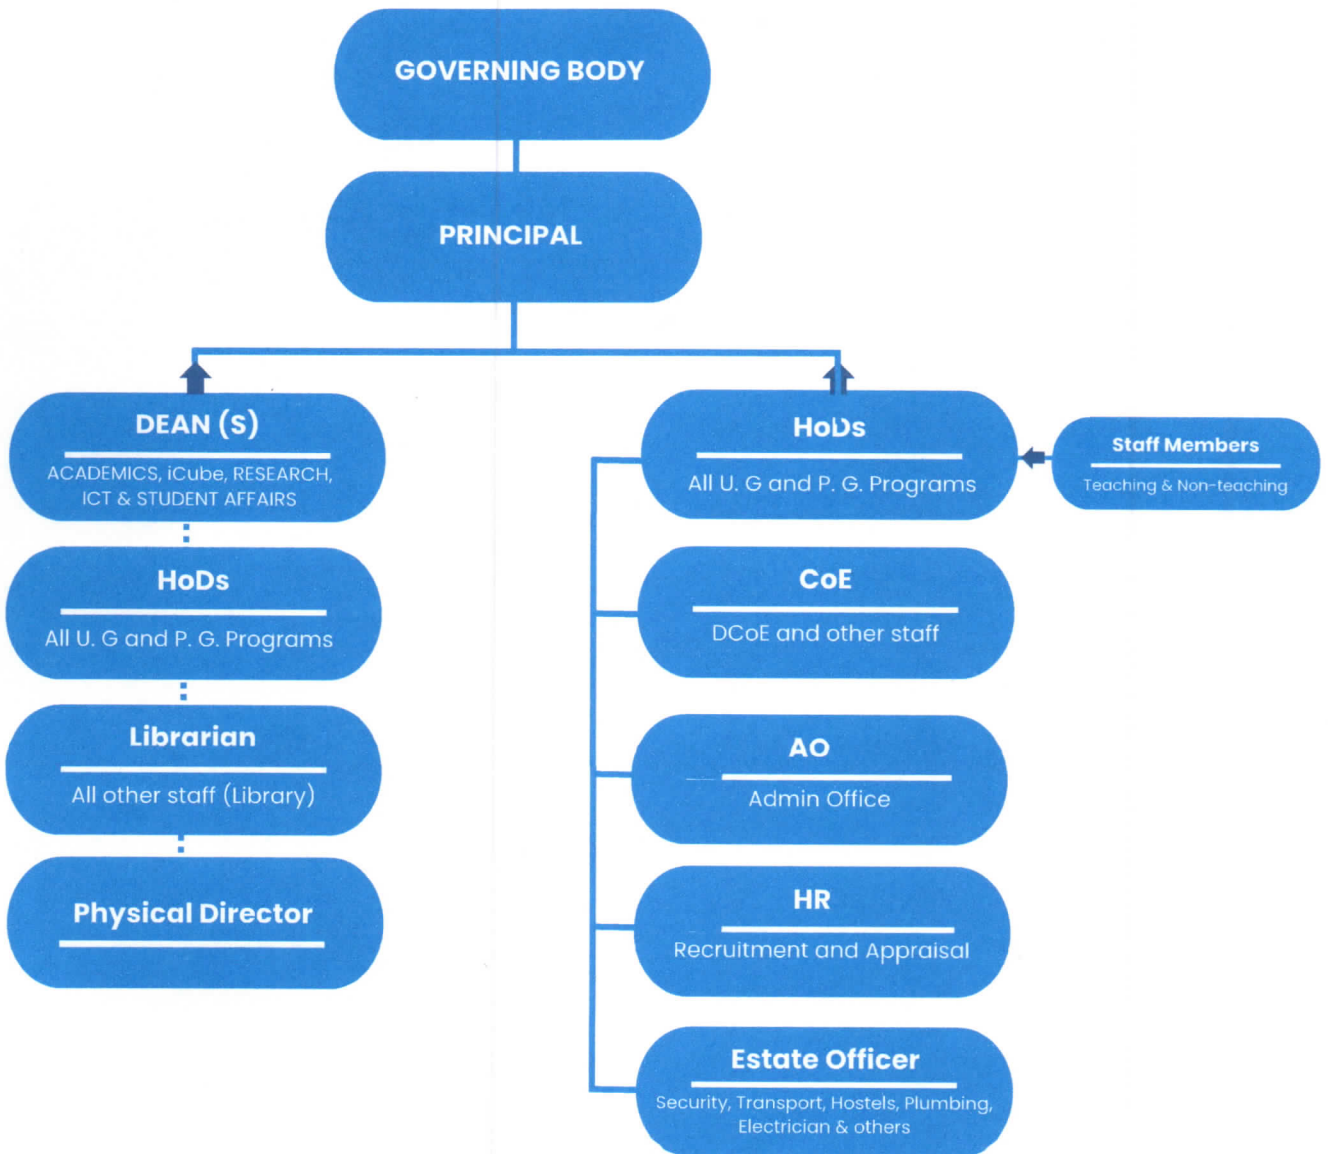 GOVERNING BODY
PRINCIPAL
DEAN (S)
ACADEMICS, iCube, RESEARCH,
ICT & STUDENT AFFAIRS
HoDs
All U. G and P. G. Programs
Librarian
All other staff (Library)
Physical Director
HoDs
All U. G and P. G. Programs
Staff Members
Teaching & Non-teaching
CoE
DCoE and other staff
AO
Admin Office
HR
Recruitment and Appraisal
Estate Officer
Security, Transport, Hostels, Plumbing,
Electrician & others